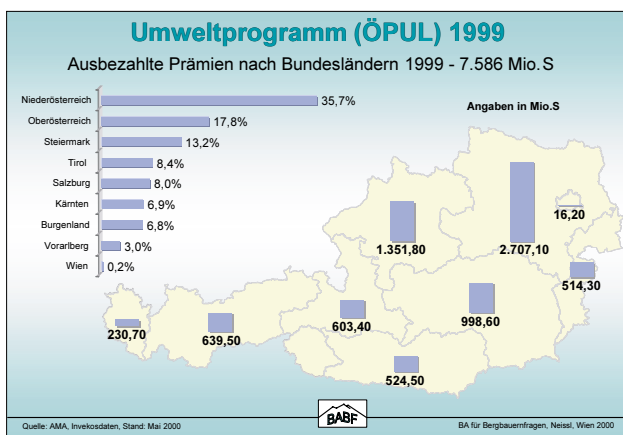 Umweltprogramm (ÖPUL) 1999
Ausbezahlte Prämien nach Bundesländern 1999 - 7.586 Mio.S
Niederösterreich 35,7%
Oberösterreich 17,8%
Steiermark 13,2%
Tirol 8,4%
Salzburg 8,0%
Kärnten 6,9%
Burgenland 6,8%
Vorarlberg 3,0%
Wien 0,2%
Angaben in Mio.S
16,20
1.351,80
2.707,10
514,30
230,70
639,50
603,40
998,60
524,50
BABF
Quelle: AMA, Invekosdaten, Stand: Mai 2000
BA für Bergbauernfragen, Neissl, Wien 2000